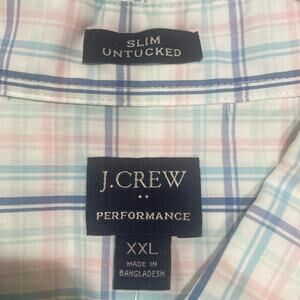 SLIM
UNTUCKED
J.CREW
PERFORMANCE
XXL
MADE IN
BANGLADESH